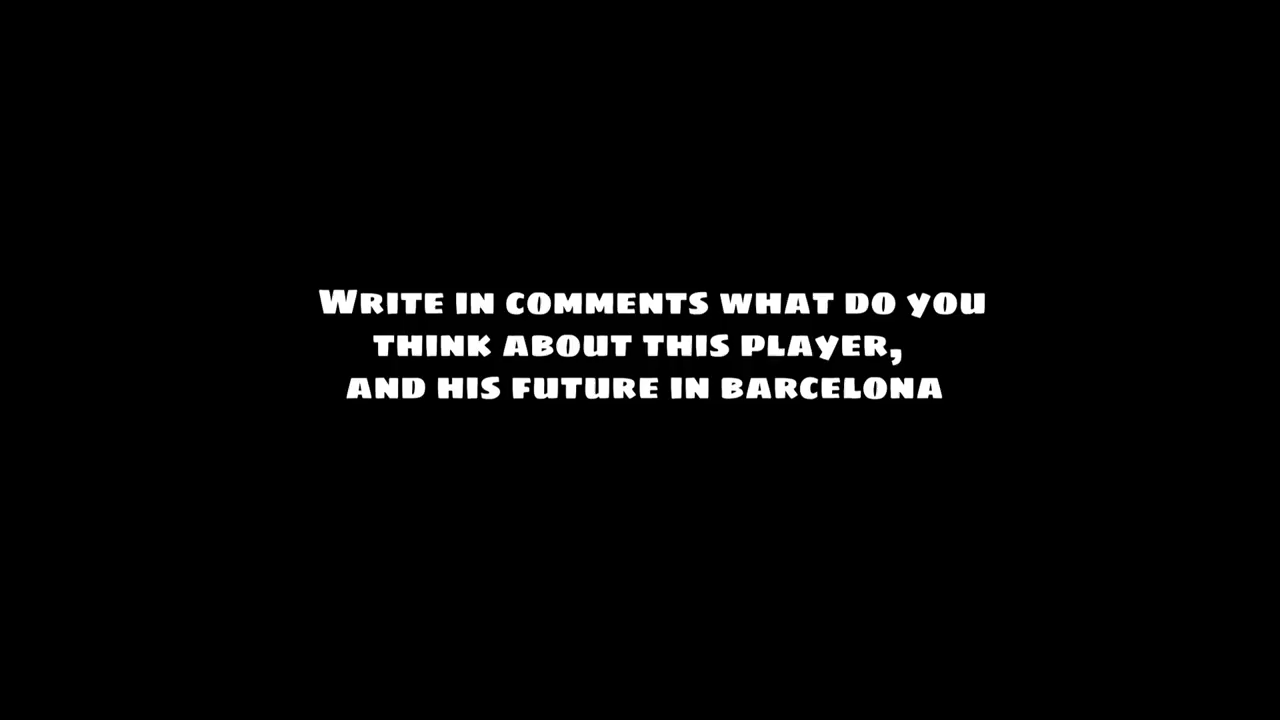 Write in comments what do you
think about this player,
and his future in barcelona